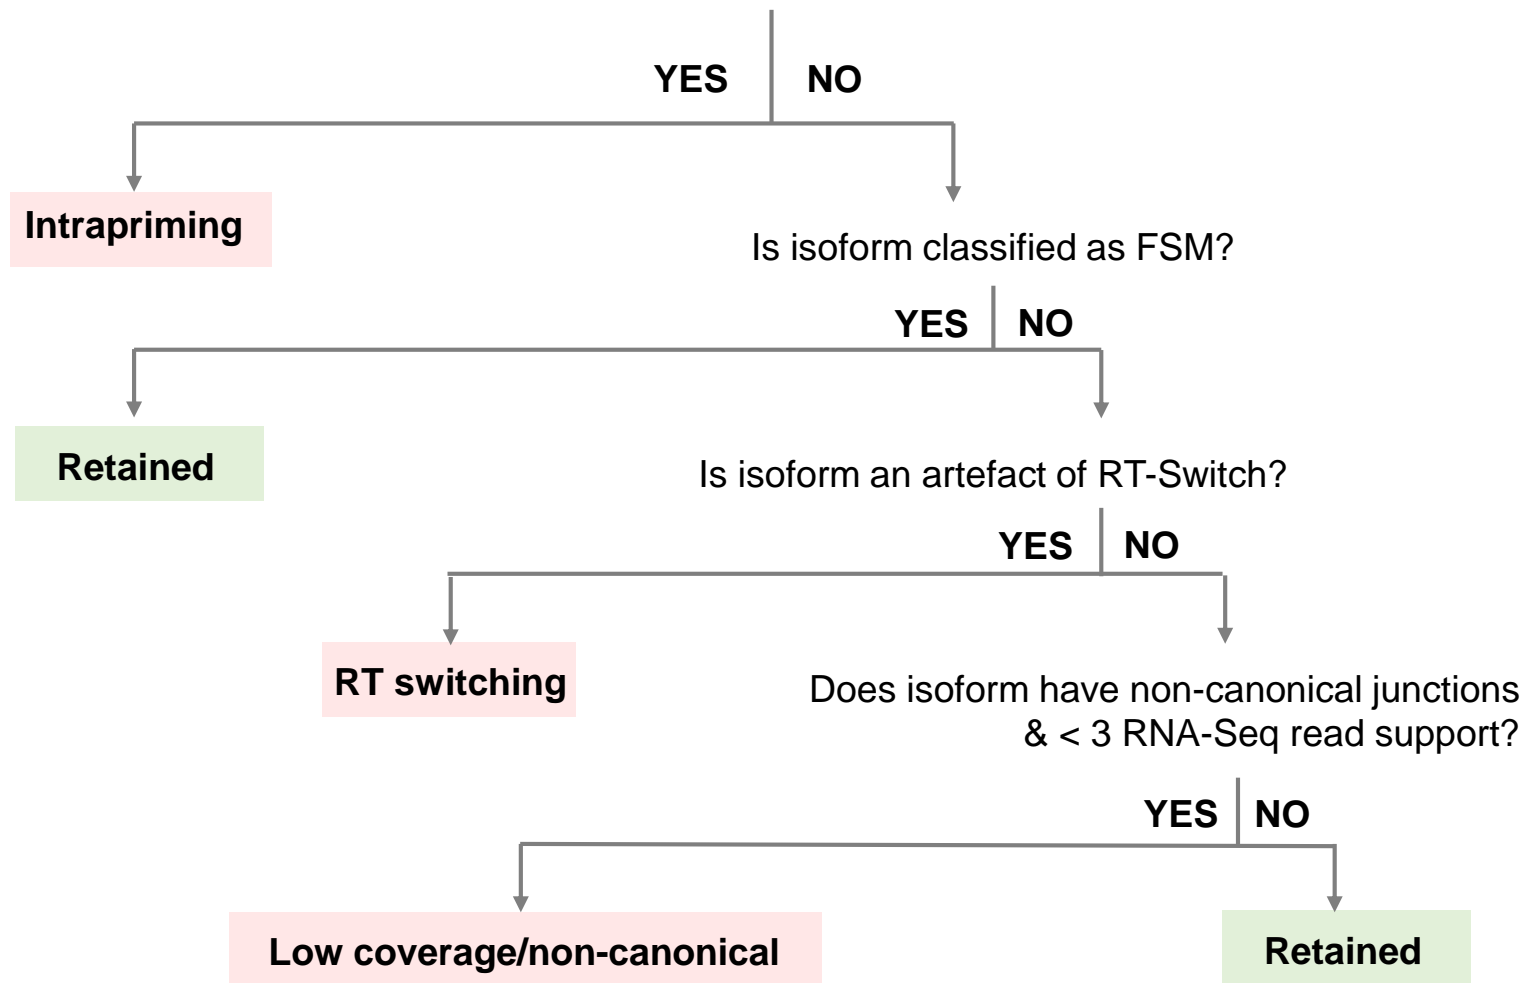 YES NO
Intrapriming
Is isoform classified as FSM?
YES NO
Retained
Is isoform an artefact of RT-Switch?
YES NO
RT switching
Does isoform have non-canonical junctions
& < 3 RNA-Seq read support?
YES NO
Low coverage/non-canonical
Retained